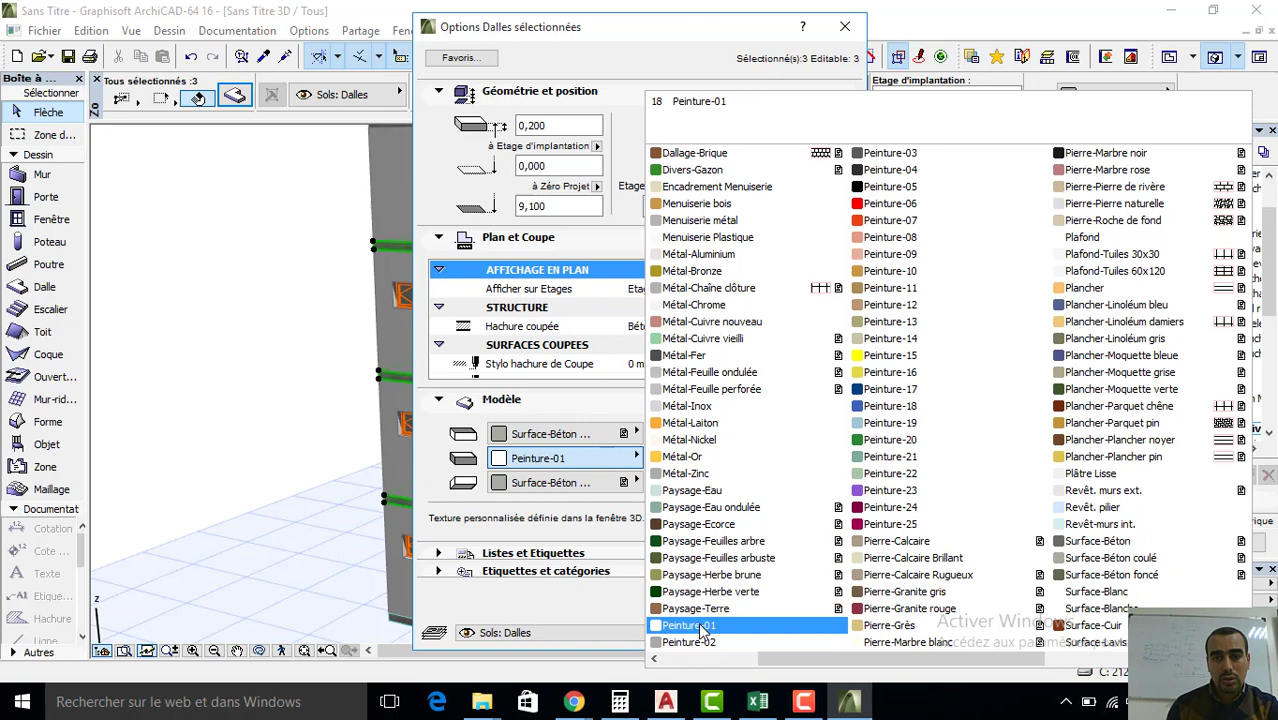 Sans Titre - Graphisoft ArchiCAD-64 16 - [Sans Titre 3D / Tous]
Fichier Edition Vue Dessin Documentation Options Partage
Boîte à
Sélectionner
Flèche
Zone d...
Dessin
Mur
Porte
Fenêtre
Poteau
Poutre
Dalle
Escalier
Toit
Coque
Ouvert...
Mur-rid...
Forme
Objet
Zone
Maillage
Documentat
Cotation
Cote ...
Texte
Etique...
Hachure
Ligne
Autres
Tous sélectionnés :3
Sols: Dalles
z
Options Dalles sélectionnées
?
Favoris...
Sélectionné(s):3 Editable: 3
Géométrie et position
0,200
à Etage d'implantation
0,000
à Zéro Projet
9,100
Plan et Coupe
AFFICHAGE EN PLAN
Afficher sur Etages
STRUCTURE
Hachure coupée
SURFACES COUPEES
Stylo hachure de Coupe
0 m
Modèle
Surface-Béton ...
Peinture-01
Surface-Béton ...
Texture personnalisée définie dans la fenêtre 3D.
Listes et Etiquettes
Etiquettes et catégories
Sols: Dalles
Etage d'implantation :
18 Peinture-01
Dallage-Brique
Divers-Gazon
Encadrement Menuiserie
Menuiserie bois
Menuiserie métal
Menuiserie Plastique
Métal-Aluminium
Métal-Bronze
Métal-Chaîne clôture
Métal-Chrome
Métal-Cuivre nouveau
Métal-Cuivre vieilli
Métal-Fer
Métal-Feuille ondulée
Métal-Feuille perforée
Métal-Inox
Métal-Laiton
Métal-Nickel
Métal-Or
Métal-Zinc
Paysage-Eau
Paysage-Eau ondulée
Paysage-Ecorce
Paysage-Feuilles arbre
Paysage-Feuilles arbuste
Paysage-Herbe brune
Paysage-Herbe verte
Paysage-Terre
Peinture-01
Peinture-02
Peinture-03
Peinture-04
Peinture-05
Peinture-06
Peinture-07
Peinture-08
Peinture-09
Peinture-10
Peinture-11
Peinture-12
Peinture-13
Peinture-14
Peinture-15
Peinture-16
Peinture-17
Peinture-18
Peinture-19
Peinture-20
Peinture-21
Peinture-22
Peinture-23
Peinture-24
Peinture-25
Pierre-Calcaire
Pierre-Calcaire Brillant
Pierre-Calcaire Rugueux
Pierre-Granite gris
Pierre-Granite rouge
Pierre-Grès
Pierre-Marbre blanc
Pierre-Marbre noir
Pierre-Marbre rose
Pierre-Pierre de rivère
Pierre-Pierre naturelle
Pierre-Roche de fond
Plafond
Plafond-Tuiles 30x30
Plafond-Tuiles 60x120
Plancher
Plancher-Linoléum bleu
Plancher-Linoléum damiers
Plancher-Linoléum gris
Plancher-Moquette bleue
Plancher-Moquette grise
Plancher-Moquette verte
Plancher-Parquet chêne
Plancher-Parquet pin
Plancher-Plancher noyer
Plancher-Plancher pin
Plâtre Lisse
Revêt. murs ext.
Revêt. pilier
Revêt-murs int.
Surface-Béton
Surface-Béton coulé
Surface-Béton foncé
Surface-Blanc
Surface-Blanche
Surface-Cuir
Activer Windows
Accédez aux paramètres
Rechercher sur le web et dans Windows